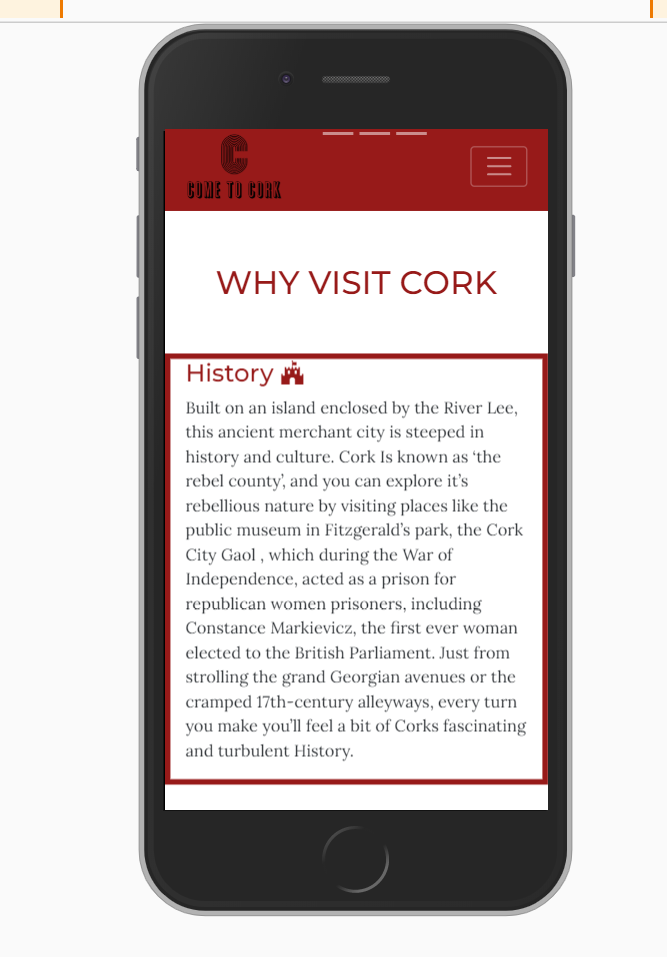 COME TO CORK
WHY VISIT CORK
History
Built on an island enclosed by the River Lee,
this ancient merchant city is steeped in
history and culture. Cork Is known as ‘the
rebel county’, and you can explore it’s
rebellious nature by visiting places like the
public museum in Fitzgerald’s park, the Cork
City Gaol , which during the War of
Independence, acted as a prison for
republican women prisoners, including
Constance Markievicz, the first ever woman
elected to the British Parliament. Just from
strolling the grand Georgian avenues or the
cramped 17th-century alleyways, every turn
you make you’ll feel a bit of Corks fascinating
and turbulent History.